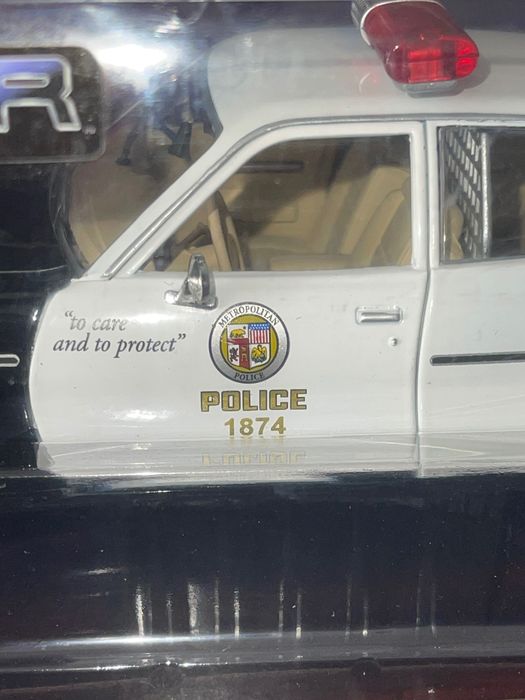 R
"to care
and to protect"
METROPOLITAN
POLICE
POLICE
1874